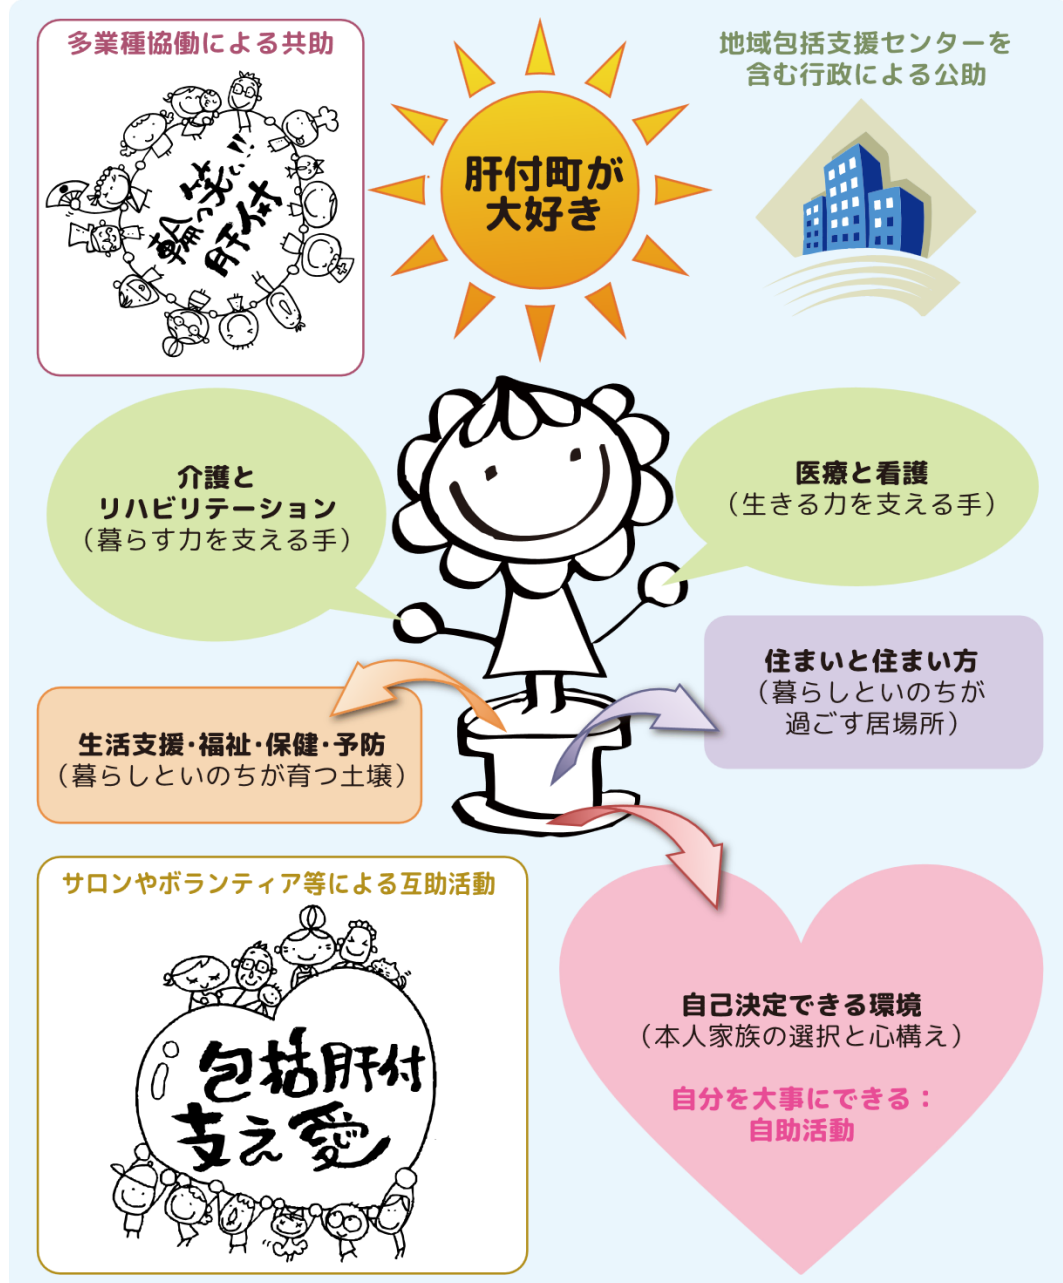 多業種協働による共助
輪っ笑い!!
肝付
肝付町が
大好き
地域包括支援センターを
含む行政による公助
介護と
リハビリテーション
（暮らす力を支える手）
医療と看護
（生きる力を支える手）
住まいと住まい方
（暮らしといのちが
過ごす居場所）
生活支援・福祉・保健・予防
（暮らしといのちが育つ土壌）
サロンやボランティア等による互助活動
包括肝付
支え愛
自己決定できる環境
（本人家族の選択と心構え）
自分を大事にできる：
自助活動